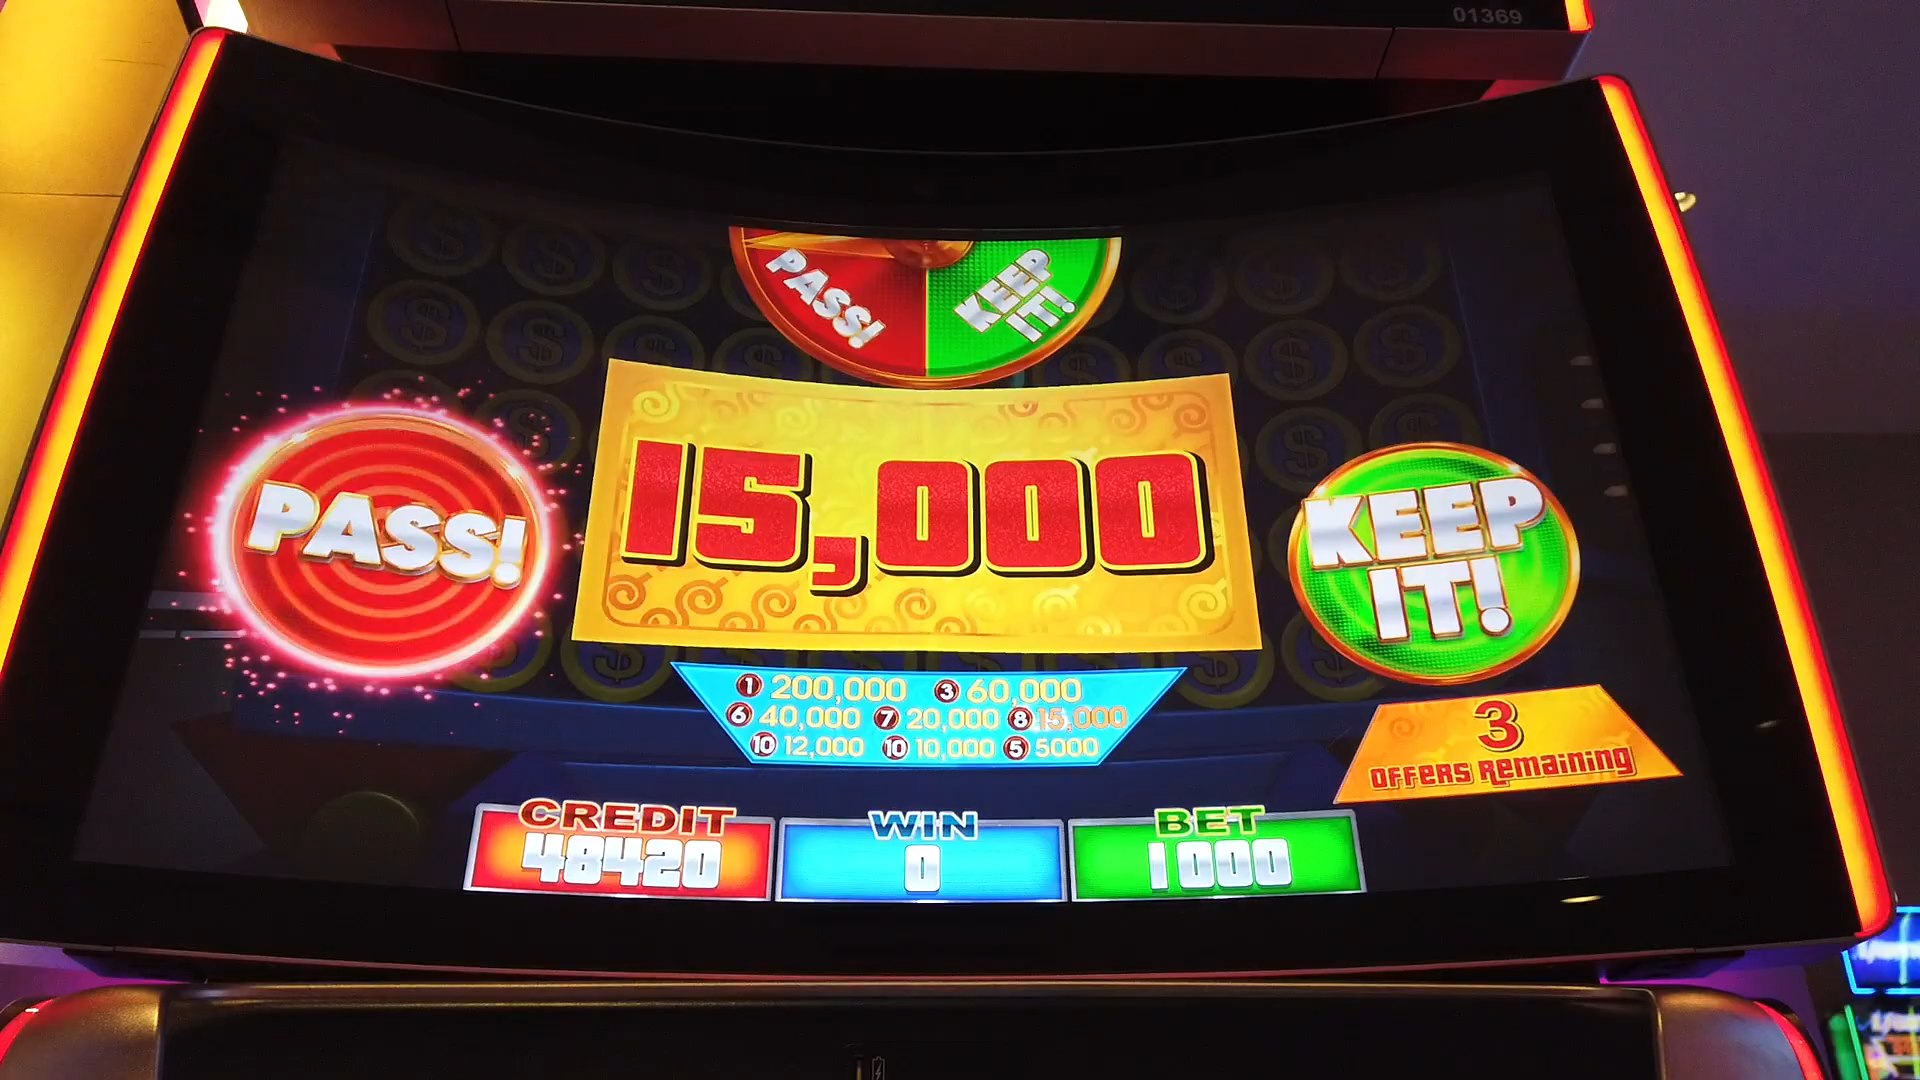 01369
PASS!
KEEP
IT!
15,000
PASS!
KEEP
IT!
1 200,000 3 60,000
6 40,000 7 20,000 8 15,000
10 12,000 10 10,000 5 5000
3
OFFERS REMAINING
CREDIT
48420
WIN
0
BET
1000